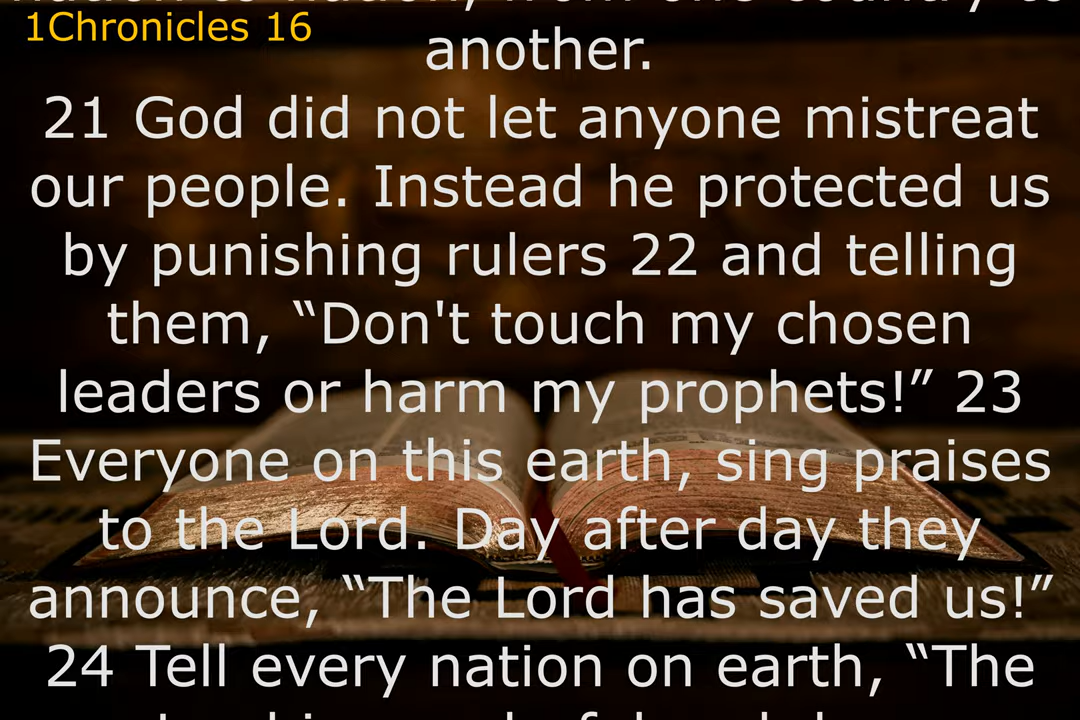 1Chronicles 16
another.
21 God did not let anyone mistreat
our people. Instead he protected us
by punishing rulers 22 and telling
them, “Don't touch my chosen
leaders or harm my prophets!” 23
Everyone on this earth, sing praises
to the Lord. Day after day they
announce, “The Lord has saved us!”
24 Tell every nation on earth, “The